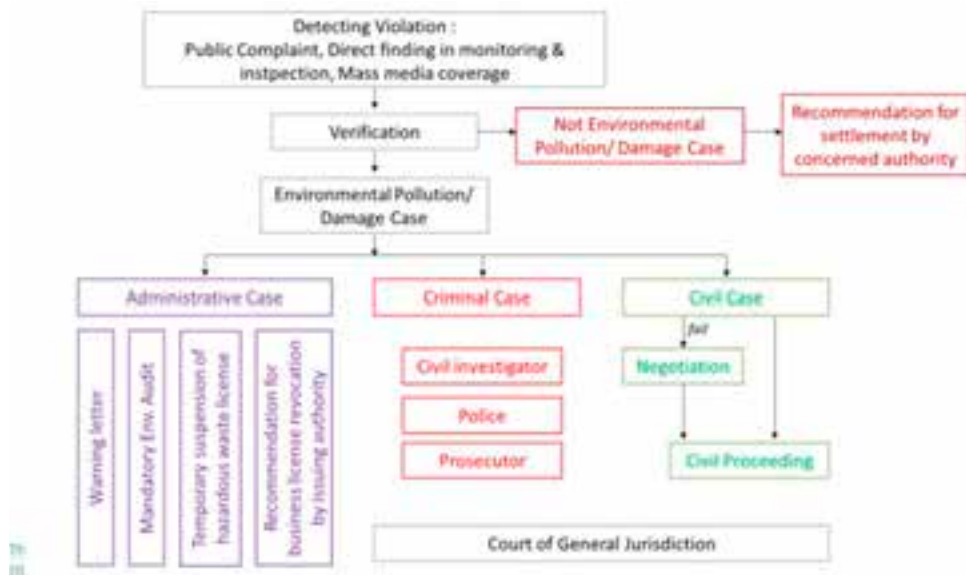 Detecting Violation :
Public Complaint, Direct finding in monitoring &
instpection, Mass media coverage
Verification
Not Environmental
Pollution/ Damage Case
Recommendation for
settlement by
concerned authority
Environmental Pollution/
Damage Case
Administrative Case
Criminal Case
Civil Case
Warning letter
Mandatory Env. Audit
Temporary suspension of
hazardous waste license
Recommendation for
business license revocation
by issuing authority
Civil investigator
Police
Prosecutor
fail
Negotiation
Civil Proceeding
Court of General Jurisdiction